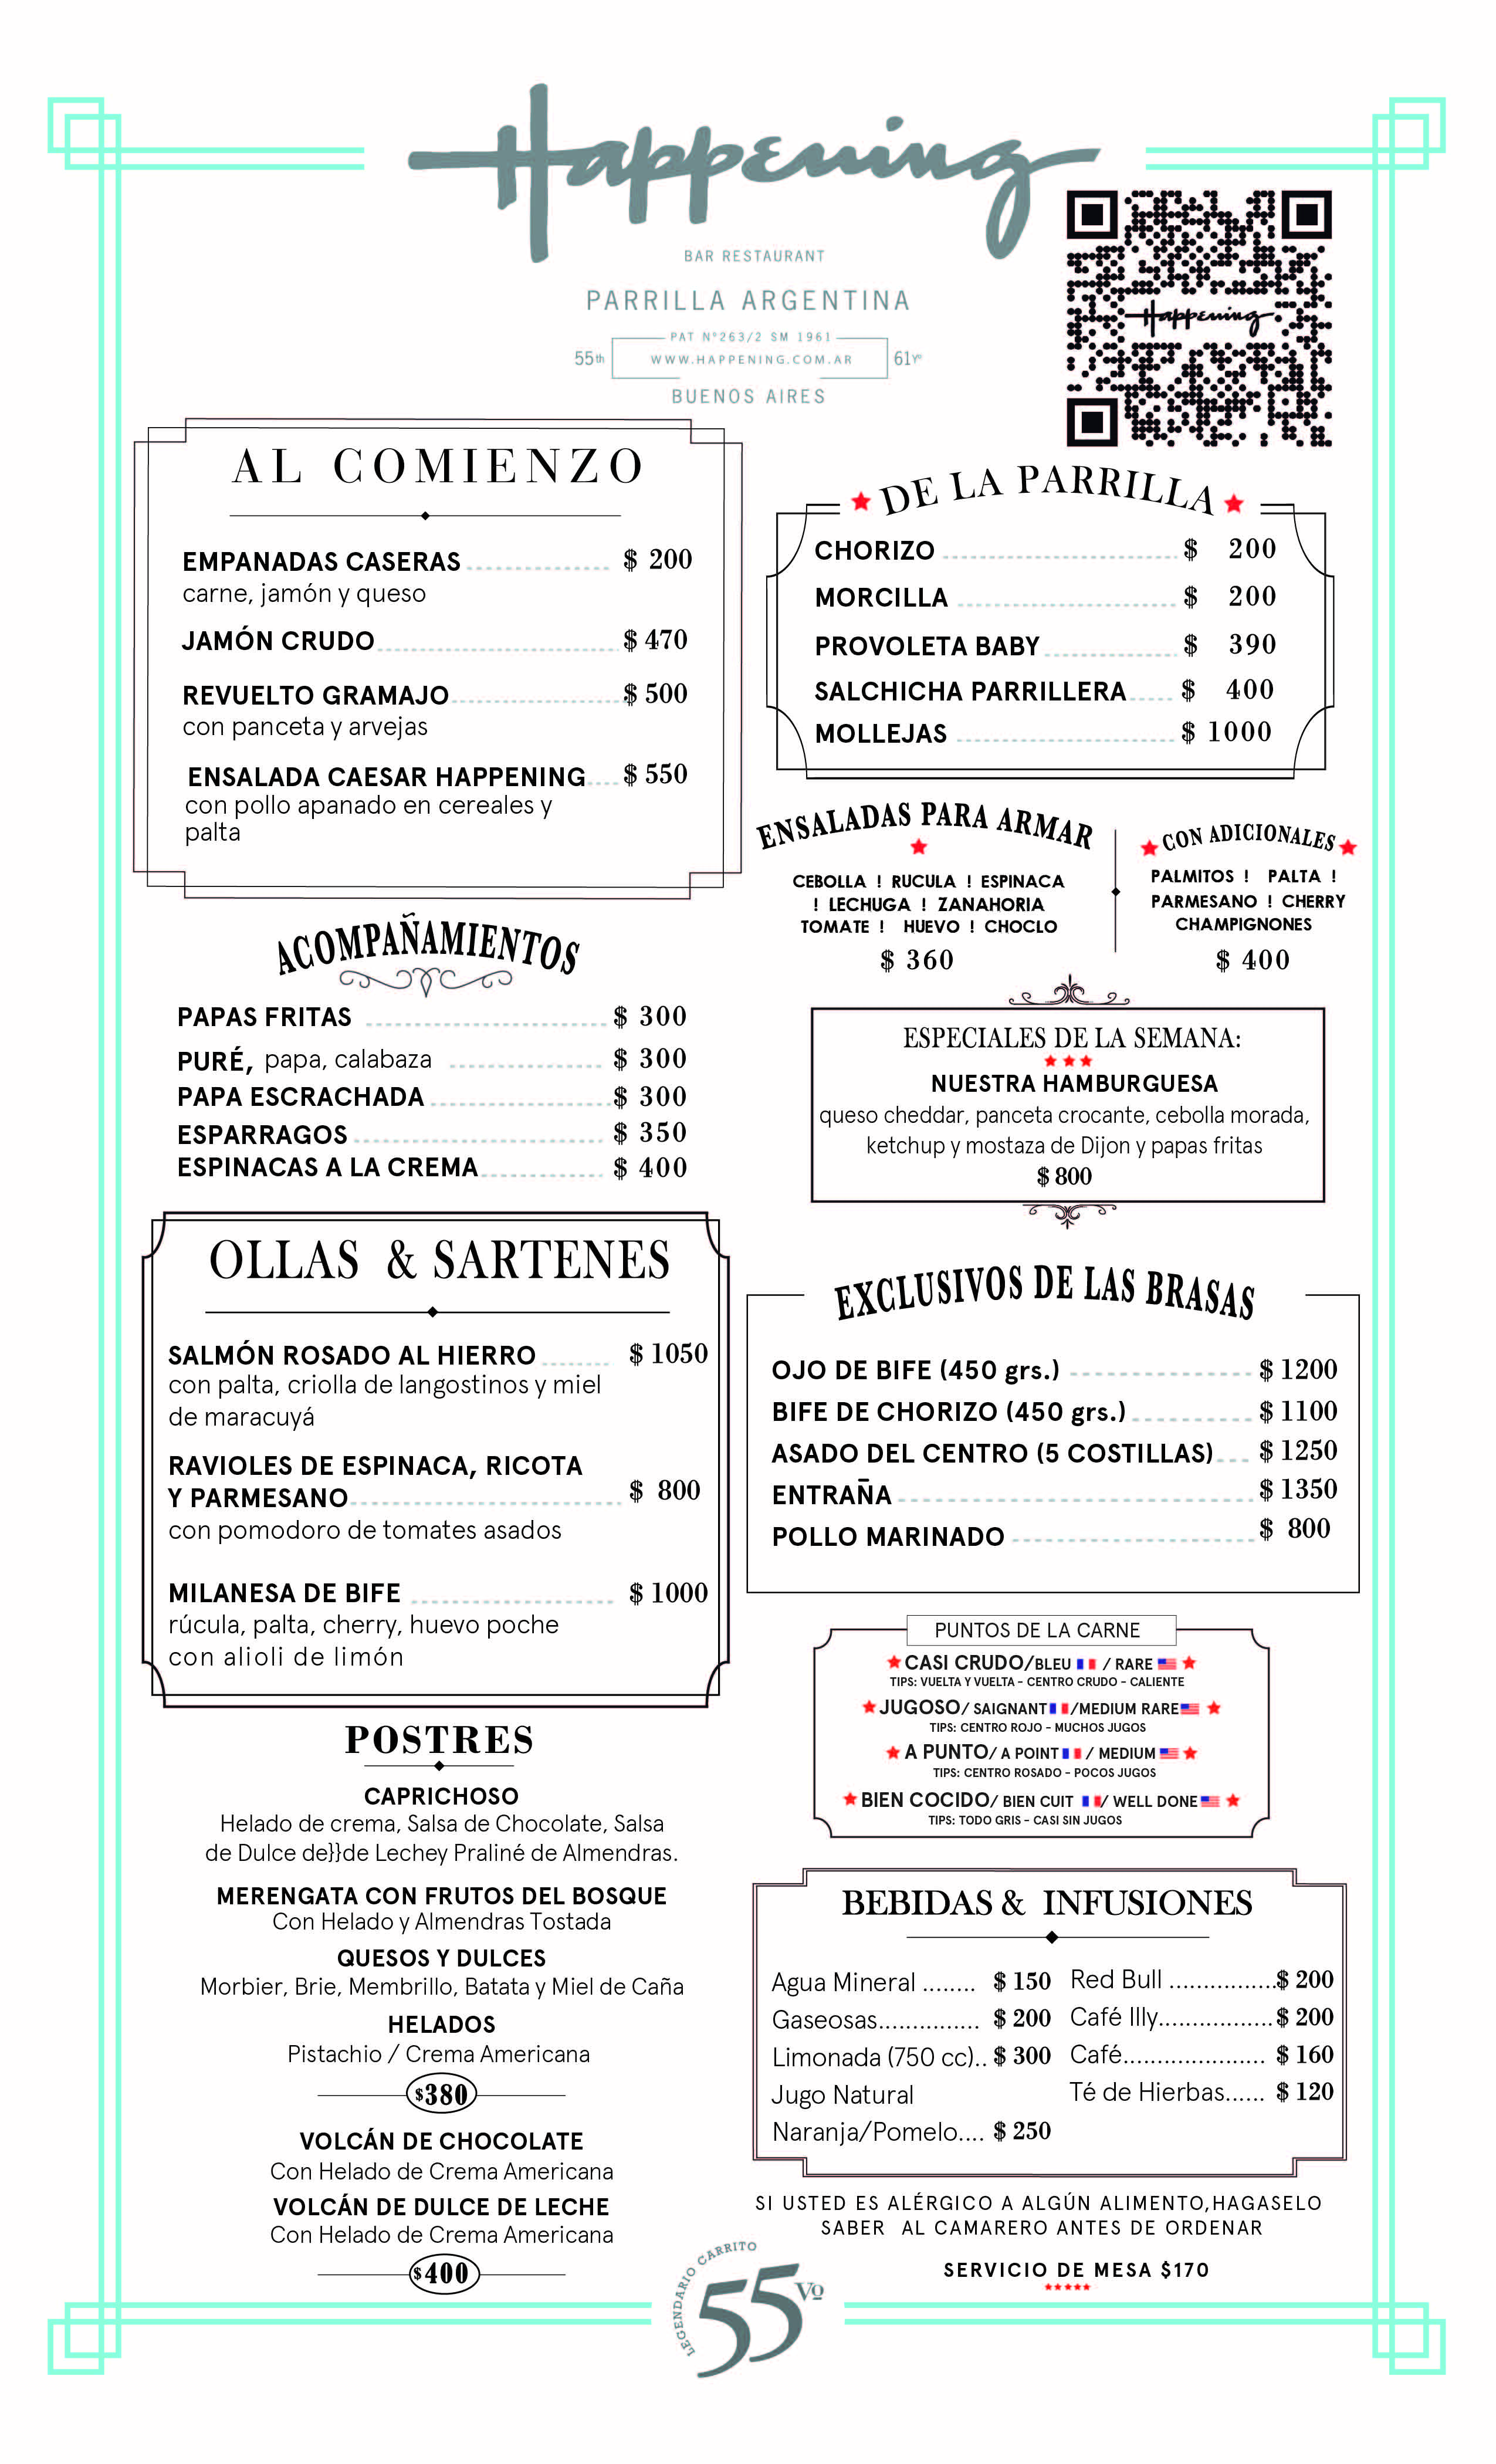 Happening
BAR RESTAURANT
PARRILLA ARGENTINA
PAT Nº263/2 SM 1961
55th WWW.HAPPENING.COM.AR 61Yº
BUENOS AIRES
Happening
AL COMIENZO
EMPANADAS CASERAS $ 200
carne, jamón y queso
JAMÓN CRUDO $ 470
REVUELTO GRAMAJO $ 500
con panceta y arvejas
ENSALADA CAESAR HAPPENING $ 550
con pollo apanado en cereales y
palta
ACOMPAÑAMIENTOS
PAPAS FRITAS $ 300
PURÉ, papa, calabaza $ 300
PAPA ESCRACHADA $ 300
ESPARRAGOS $ 350
ESPINACAS A LA CREMA $ 400
OLLAS & SARTENES
SALMÓN ROSADO AL HIERRO $ 1050
con palta, criolla de langostinos y miel
de maracuyá
RAVIOLES DE ESPINACA, RICOTA
Y PARMESANO $ 800
con pomodoro de tomates asados
MILANESA DE BIFE $ 1000
rúcula, palta, cherry, huevo poche
con alioli de limón
POSTRES
CAPRICHOSO
Helado de crema, Salsa de Chocolate, Salsa
de Dulce de}}de Lechey Praliné de Almendras.
MERENGATA CON FRUTOS DEL BOSQUE
Con Helado y Almendras Tostada
QUESOS Y DULCES
Morbier, Brie, Membrillo, Batata y Miel de Caña
HELADOS
Pistachio / Crema Americana
$380
VOLCÁN DE CHOCOLATE
Con Helado de Crema Americana
VOLCÁN DE DULCE DE LECHE
Con Helado de Crema Americana
$400
DE LA PARRILLA
CHORIZO $ 200
MORCILLA $ 200
PROVOLETA BABY $ 390
SALCHICHA PARRILLERA $ 400
MOLLEJAS $ 1000
ENSALADAS PARA ARMAR
CEBOLLA ! RUCULA ! ESPINACA
! LECHUGA ! ZANAHORIA
TOMATE ! HUEVO ! CHOCLO
$ 360
CON ADICIONALES
PALMITOS ! PALTA !
PARMESANO ! CHERRY
CHAMPIGNONES
$ 400
ESPECIALES DE LA SEMANA:
NUESTRA HAMBURGUESA
queso cheddar, panceta crocante, cebolla morada,
ketchup y mostaza de Dijon y papas fritas
$ 800
EXCLUSIVOS DE LAS BRASAS
OJO DE BIFE (450 grs.) $ 1200
BIFE DE CHORIZO (450 grs.) $ 1100
ASADO DEL CENTRO (5 COSTILLAS) $ 1250
ENTRAÑA $ 1350
POLLO MARINADO $ 800
PUNTOS DE LA CARNE
CASI CRUDO/BLEU / RARE
TIPS: VUELTA Y VUELTA - CENTRO CRUDO - CALIENTE
JUGOSO/ SAIGNANT /MEDIUM RARE
TIPS: CENTRO ROJO - MUCHOS JUGOS
A PUNTO/ A POINT / MEDIUM
TIPS: CENTRO ROSADO - POCOS JUGOS
BIEN COCIDO/ BIEN CUIT / WELL DONE
TIPS: TODO GRIS - CASI SIN JUGOS
BEBIDAS & INFUSIONES
Agua Mineral ........ $ 150
Gaseosas............... $ 200
Limonada (750 cc).. $ 300
Jugo Natural
Naranja/Pomelo.... $ 250
Red Bull ................$ 200
Café Illy.................$ 200
Café..................... $ 160
Té de Hierbas...... $ 120
SI USTED ES ALÉRGICO A ALGÚN ALIMENTO,HAGASELO
SABER AL CAMARERO ANTES DE ORDENAR
SERVICIO DE MESA $170
LEGENDARIO CARRITO
55Vº